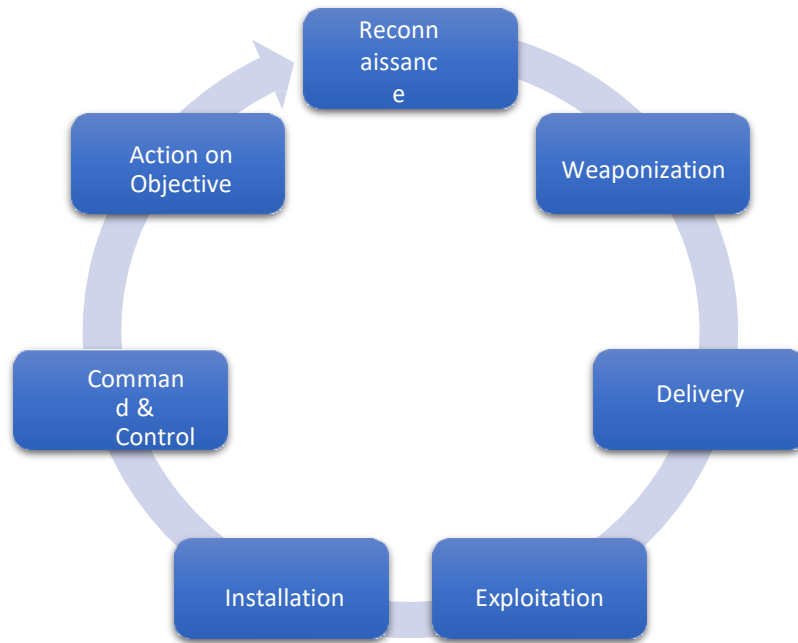 Reconn
aissanc
e
Weaponization
Delivery
Exploitation
Installation
Comman
d &
Control
Action on
Objective